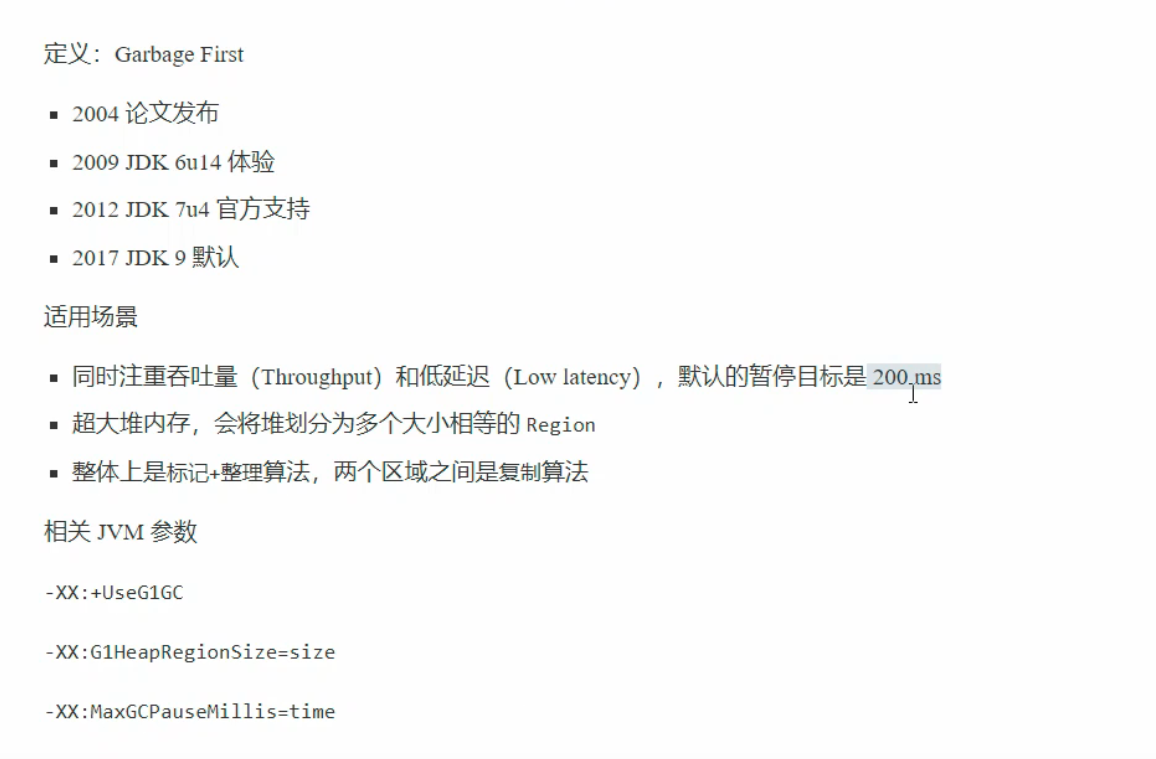 定义：Garbage First
2004 论文发布
2009 JDK 6u14 体验
2012 JDK 7u4 官方支持
2017 JDK 9 默认
适用场景
同时注重吞吐量（Throughput）和低延迟（Low latency），默认的暂停目标是 200 ms
超大堆内存，会将堆划分为多个大小相等的 Region
整体上是标记+整理算法，两个区域之间是复制算法
相关 JVM 参数
-XX:+UseG1GC
-XX:G1HeapRegionSize=size
-XX:MaxGCPauseMillis=time